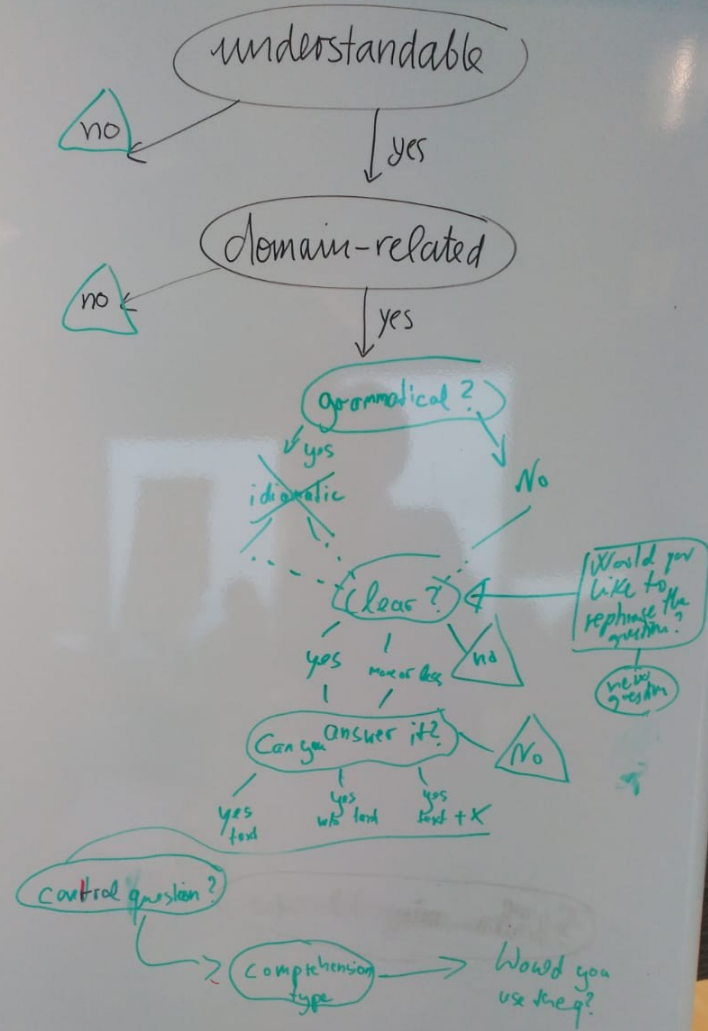 understandable
no
yes
domain-related
no
yes
grammatical?
yes
No
idiomatic
Would you
like to
rephrase the
question?
Clear?
new
question
yes
more or less
no
Can you answer it?
No
yes
text
yes
w/o text
yes
text + K
control question?
comprehension
type
Would you
use the q?